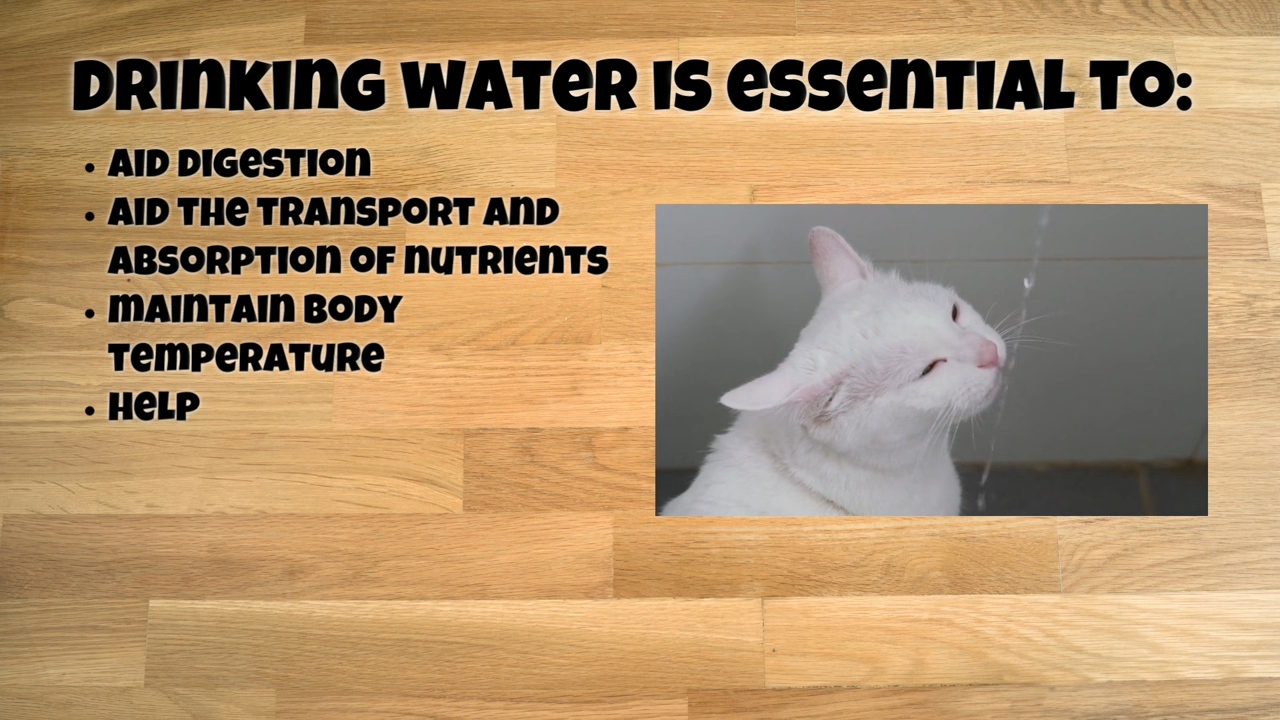 Drinking water is essential to:
• Aid digestion
• Aid the transport and
absorption of nutrients
• Maintain body
temperature
• Help